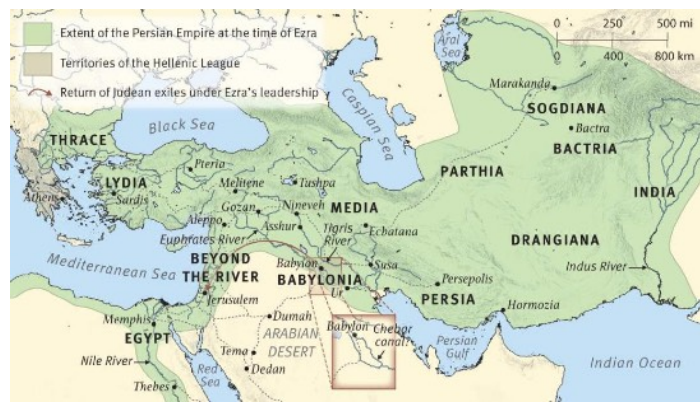 Extent of the Persian Empire at the time of Ezra
Territories of the Hellenic League
Return of Judean exiles under Ezra's leadership
0 250 500 mi
0 400 800 km
Aral
Sea
Marakanda
SOGDIANA
Bactra
BACTRIA
Caspian Sea
Black Sea
THRACE
Pteria
LYDIA
Sardis
Athens
Melitene
Tushpa
PARTHIA
INDIA
Gozan
Nineveh
MEDIA
Aleppo
Asshur
Tigris
River
Ecbatana
DRANGIANA
Euphrates River
BEYOND
THE RIVER
Mediterranean Sea
Babylon
BABYLONIA
Susa
Indus River
Ur
Persepolis
PERSIA
Hormozia
Jerusalem
Memphis
EGYPT
Dumah
ARABIAN
DESERT
Babylon
Chebar
canal?
Persian
Gulf
Indian Ocean
Nile River
Tema
Dedan
Red
Sea
Thebes